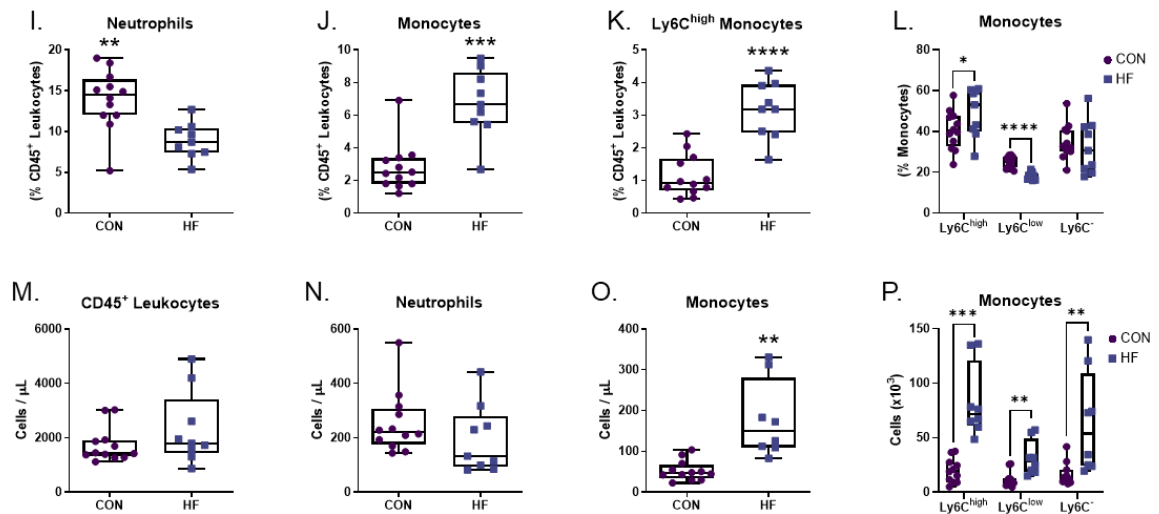 I.
Neutrophils
(% CD45⁺ Leukocytes)
20
15
10
5
0
**
CON
HF
J.
Monocytes
(% CD45⁺ Leukocytes)
10
8
6
4
2
0
***
CON
HF
K.
Ly6Cʰⁱᵍʰ Monocytes
(% CD45⁺ Leukocytes)
5
4
3
2
1
0
****
CON
HF
L.
Monocytes
(% Monocytes)
80
60
40
20
0
*
****
CON
HF
Ly6Cʰⁱᵍʰ
Ly6Cˡᵒʷ
Ly6C⁻
M.
CD45⁺ Leukocytes
Cells / µL
6000
4000
2000
0
CON
HF
N.
Neutrophils
Cells / µL
600
400
200
0
CON
HF
O.
Monocytes
Cells / µL
400
300
200
100
0
**
CON
HF
P.
Monocytes
Cells (x10³)
150
100
50
0
***
**
**
CON
HF
Ly6Cʰⁱᵍʰ
Ly6Cˡᵒʷ
Ly6C⁻